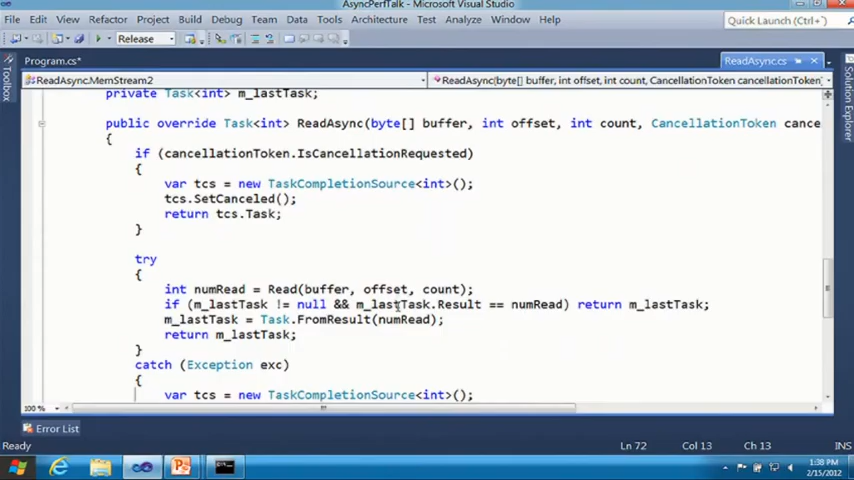 AsyncPerfTalk - Microsoft Visual Studio
Quick Launch (Ctrl+Q)
File Edit View Refactor Project Build Debug Team Data Tools Architecture Test Analyze Window Help
Release
Program.cs*
ReadAsync.cs
ReadAsync.MemStream2
ReadAsync(byte[] buffer, int offset, int count, CancellationToken cancellationToken)
Toolbox
Solution Explorer
private Task<int> m_lastTask;
public override Task<int> ReadAsync(byte[] buffer, int offset, int count, CancellationToken cance
{
if (cancellationToken.IsCancellationRequested)
{
var tcs = new TaskCompletionSource<int>();
tcs.SetCanceled();
return tcs.Task;
}
try
{
int numRead = Read(buffer, offset, count);
if (m_lastTask != null && m_lastTask.Result == numRead) return m_lastTask;
m_lastTask = Task.FromResult(numRead);
return m_lastTask;
}
catch (Exception exc)
{
var tcs = new TaskCompletionSource<int>();
100 %
Error List
Ready
Ln 72 Col 13 Ch 13 INS
1:38 PM
2/15/2012